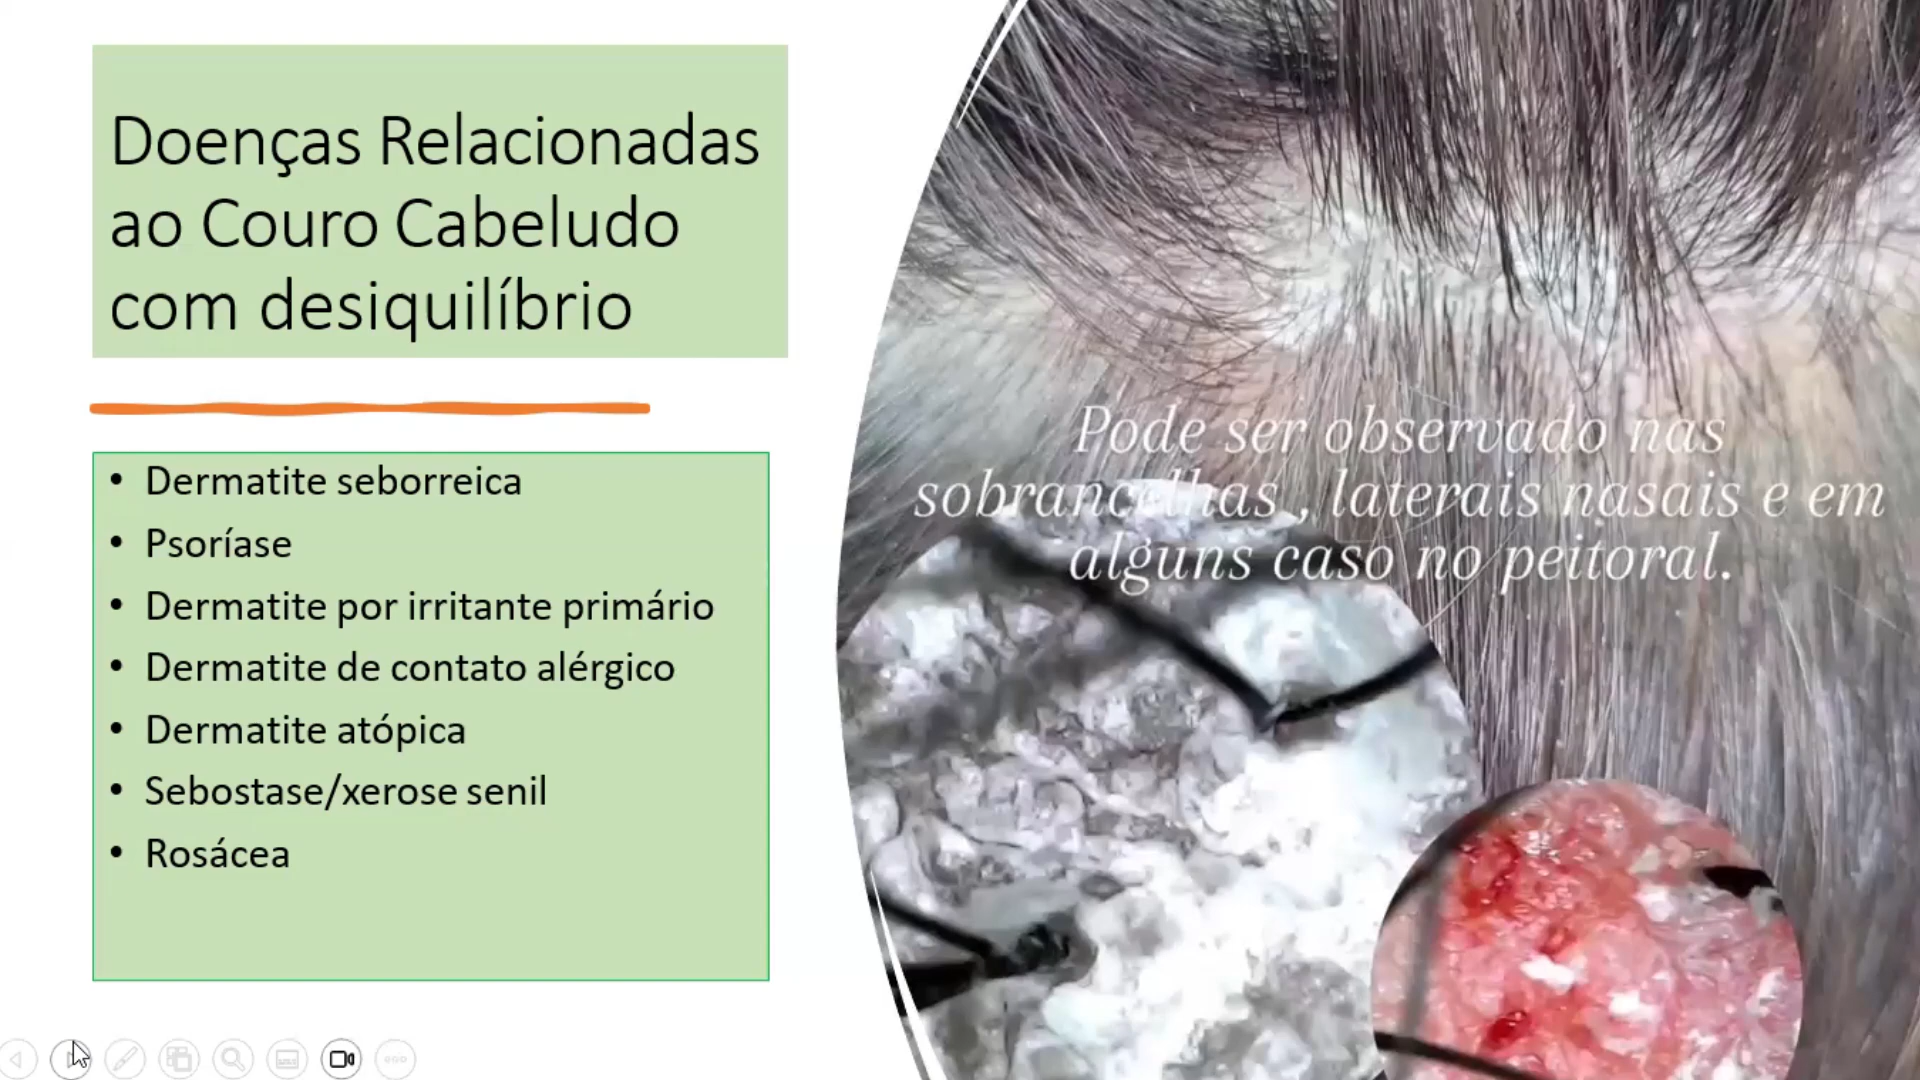 Doenças Relacionadas
ao Couro Cabeludo
com desiquilíbrio
• Dermatite seborreica
• Psoríase
• Dermatite por irritante primário
• Dermatite de contato alérgico
• Dermatite atópica
• Sebostase/xerose senil
• Rosácea
Pode ser observado nas
sobrancelhas , laterais nasais e em
alguns caso no peitoral.